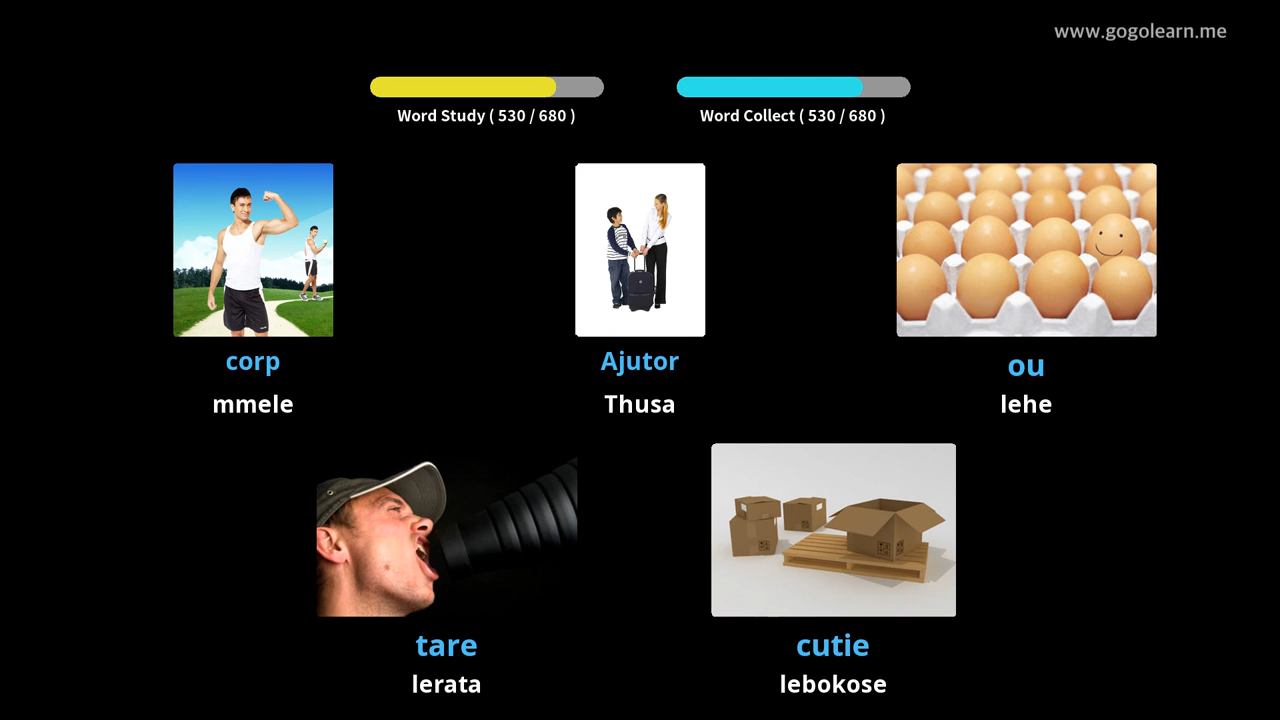 www.gogolearn.me
Word Study ( 530 / 680 )
Word Collect ( 530 / 680 )
corp
Ajutor
ou
mmele
Thusa
lehe
tare
cutie
lerata
lebokose